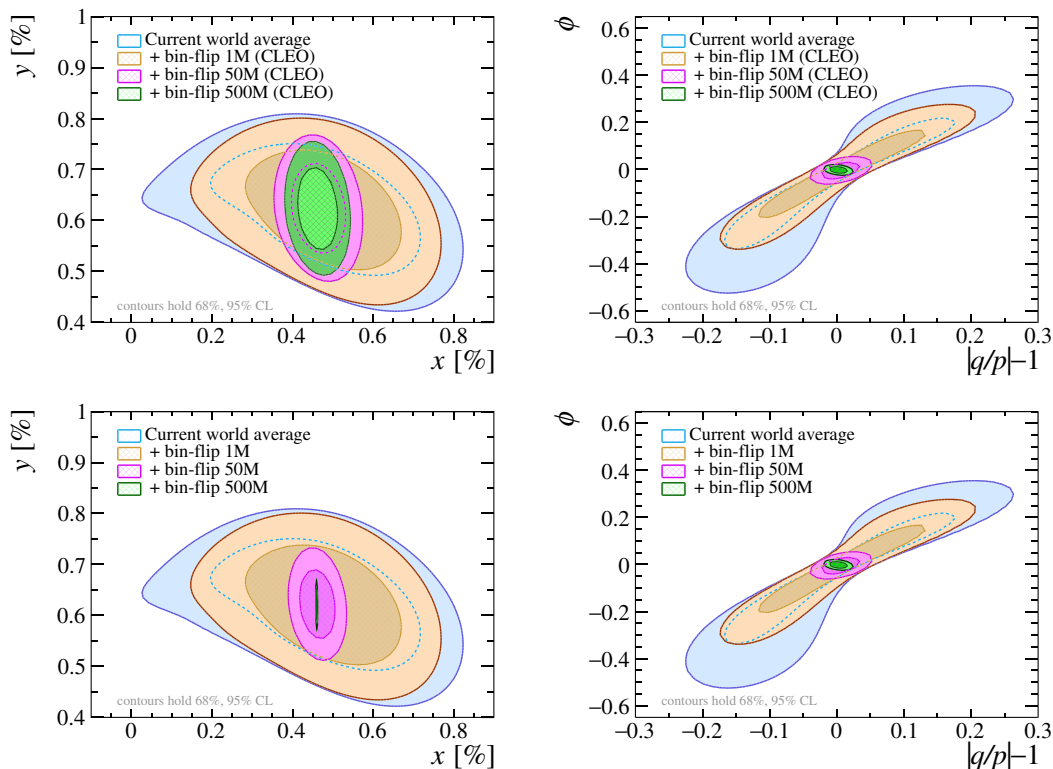 y [%]
1
0.9
0.8
0.7
0.6
0.5
0.4
Current world average
+ bin-flip 1M (CLEO)
+ bin-flip 50M (CLEO)
+ bin-flip 500M (CLEO)
contours hold 68%, 95% CL
0 0.2 0.4 0.6 0.8
x [%]
ϕ
0.6
0.4
0.2
0
−0.2
−0.4
−0.6
Current world average
+ bin-flip 1M (CLEO)
+ bin-flip 50M (CLEO)
+ bin-flip 500M (CLEO)
contours hold 68%, 95% CL
−0.3 −0.2 −0.1 0 0.1 0.2 0.3
|q/p|−1
y [%]
1
0.9
0.8
0.7
0.6
0.5
0.4
Current world average
+ bin-flip 1M
+ bin-flip 50M
+ bin-flip 500M
contours hold 68%, 95% CL
0 0.2 0.4 0.6 0.8
x [%]
ϕ
0.6
0.4
0.2
0
−0.2
−0.4
−0.6
Current world average
+ bin-flip 1M
+ bin-flip 50M
+ bin-flip 500M
contours hold 68%, 95% CL
−0.3 −0.2 −0.1 0 0.1 0.2 0.3
|q/p|−1